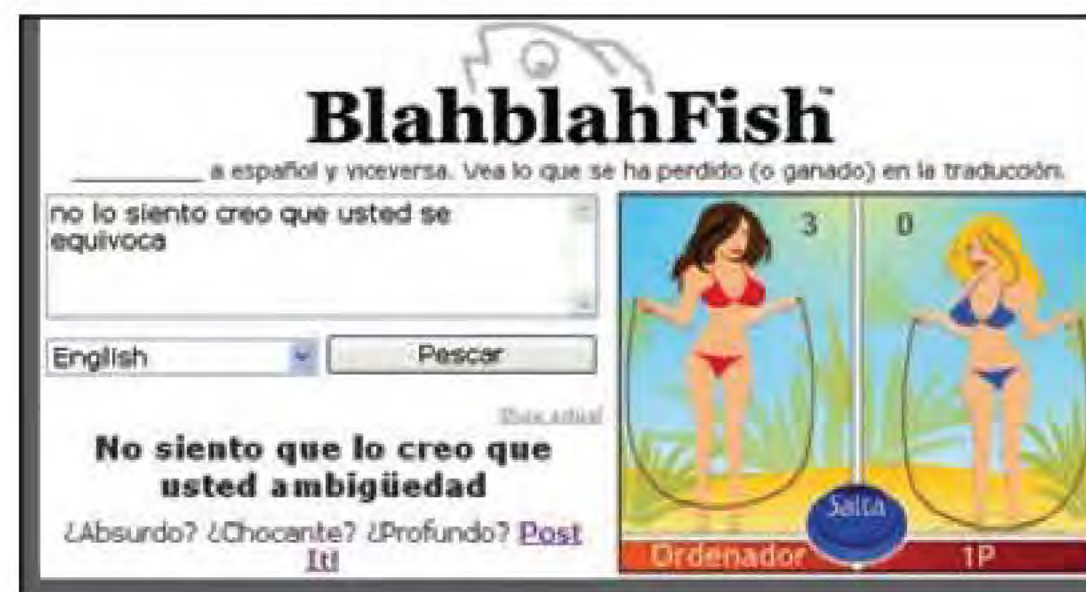 BlahblahFish™
_________ a español y viceversa. Vea lo que se ha perdido (o ganado) en la traducción.
no lo siento creo que usted se
equivoca
English
Pescar
No siento que lo creo que
usted ambigüedad
¿Absurdo? ¿Chocante? ¿Profundo? Post
It!
3
0
Salta
Ordenador
1P